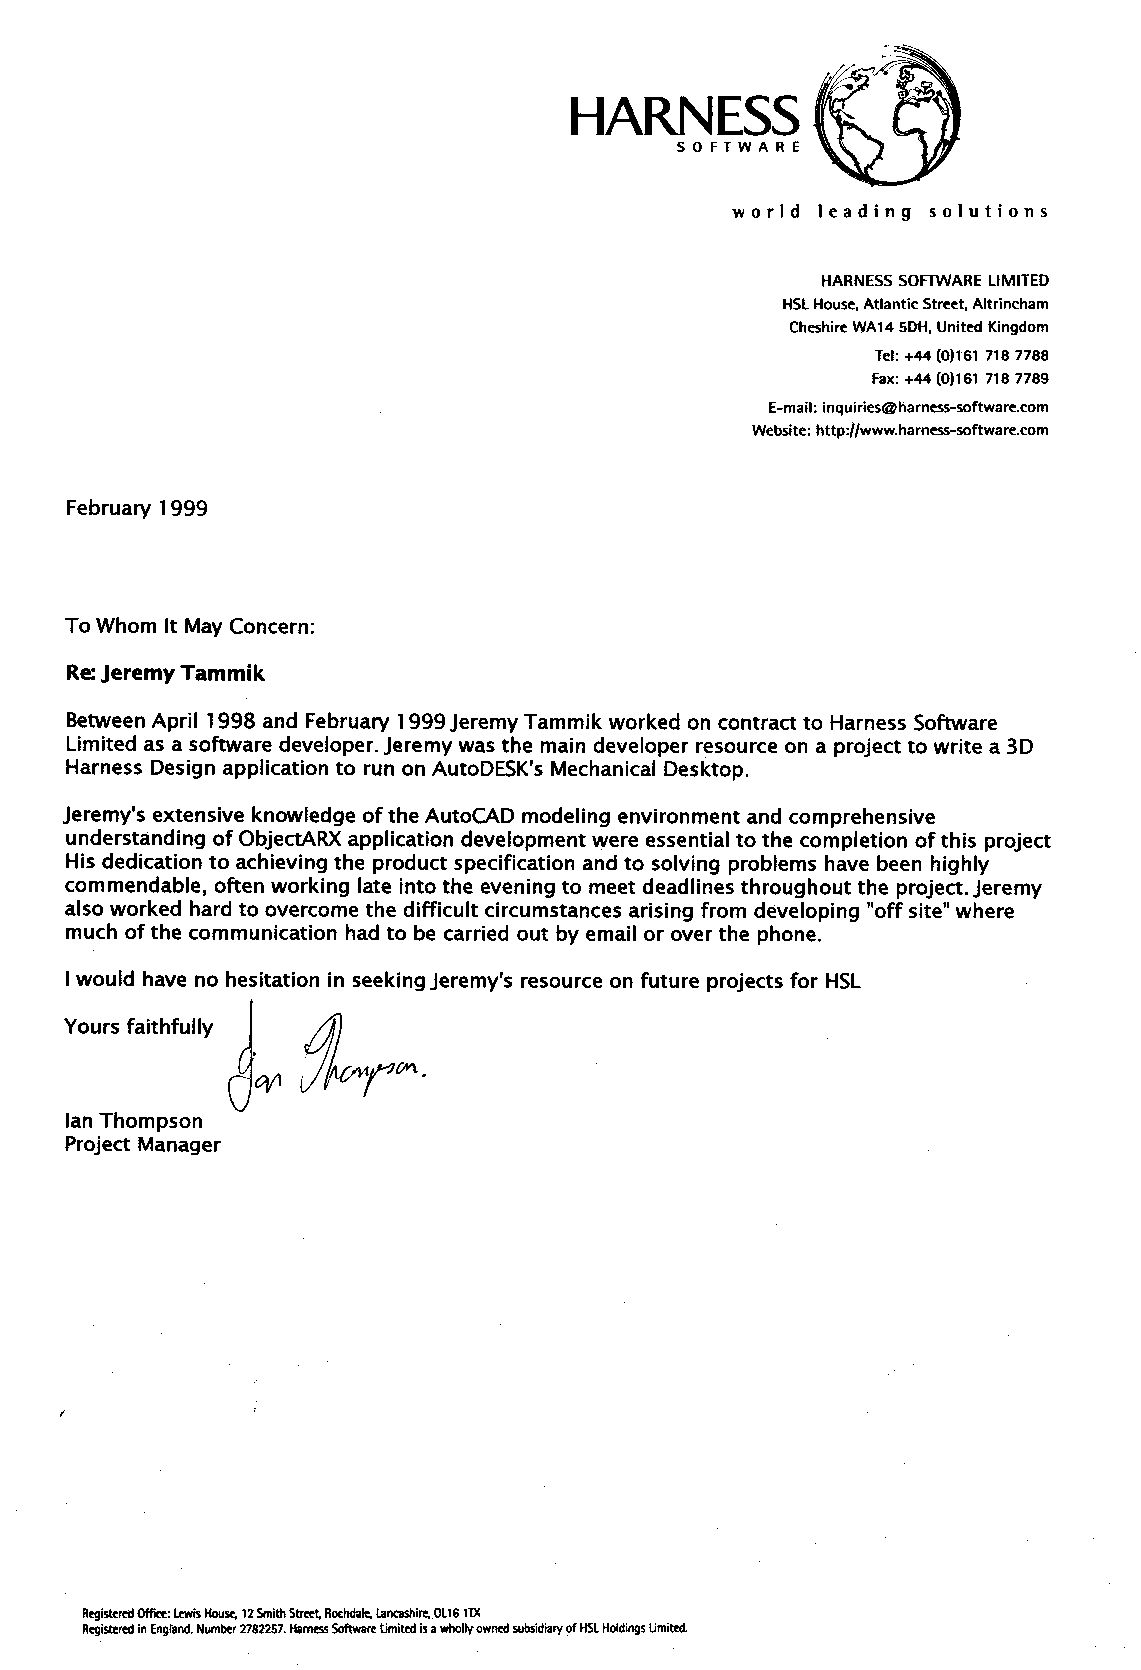 HARNESS
SOFTWARE
world leading solutions
HARNESS SOFTWARE LIMITED
HSL House, Atlantic Street, Altrincham
Cheshire WA14 5DH, United Kingdom
Tel: +44 (0)161 718 7788
Fax: +44 (0)161 718 7789
E-mail: inquiries@harness-software.com
Website: http://www.harness-software.com
February 1999
To Whom It May Concern:
Re: Jeremy Tammik
Between April 1998 and February 1999 Jeremy Tammik worked on contract to Harness Software
Limited as a software developer. Jeremy was the main developer resource on a project to write a 3D
Harness Design application to run on AutoDESK's Mechanical Desktop.
Jeremy's extensive knowledge of the AutoCAD modeling environment and comprehensive
understanding of ObjectARX application development were essential to the completion of this project
His dedication to achieving the product specification and to solving problems have been highly
commendable, often working late into the evening to meet deadlines throughout the project. Jeremy
also worked hard to overcome the difficult circumstances arising from developing "off site" where
much of the communication had to be carried out by email or over the phone.
I would have no hesitation in seeking Jeremy's resource on future projects for HSL
Yours faithfully
Ian Thompson.
Ian Thompson
Project Manager
Registered Office: Lewis House, 12 Smith Street, Rochdale, Lancashire, OL16 1TX
Registered in England. Number 2782257. Harness Software Limited is a wholly owned subsidiary of HSL Holdings Limited.